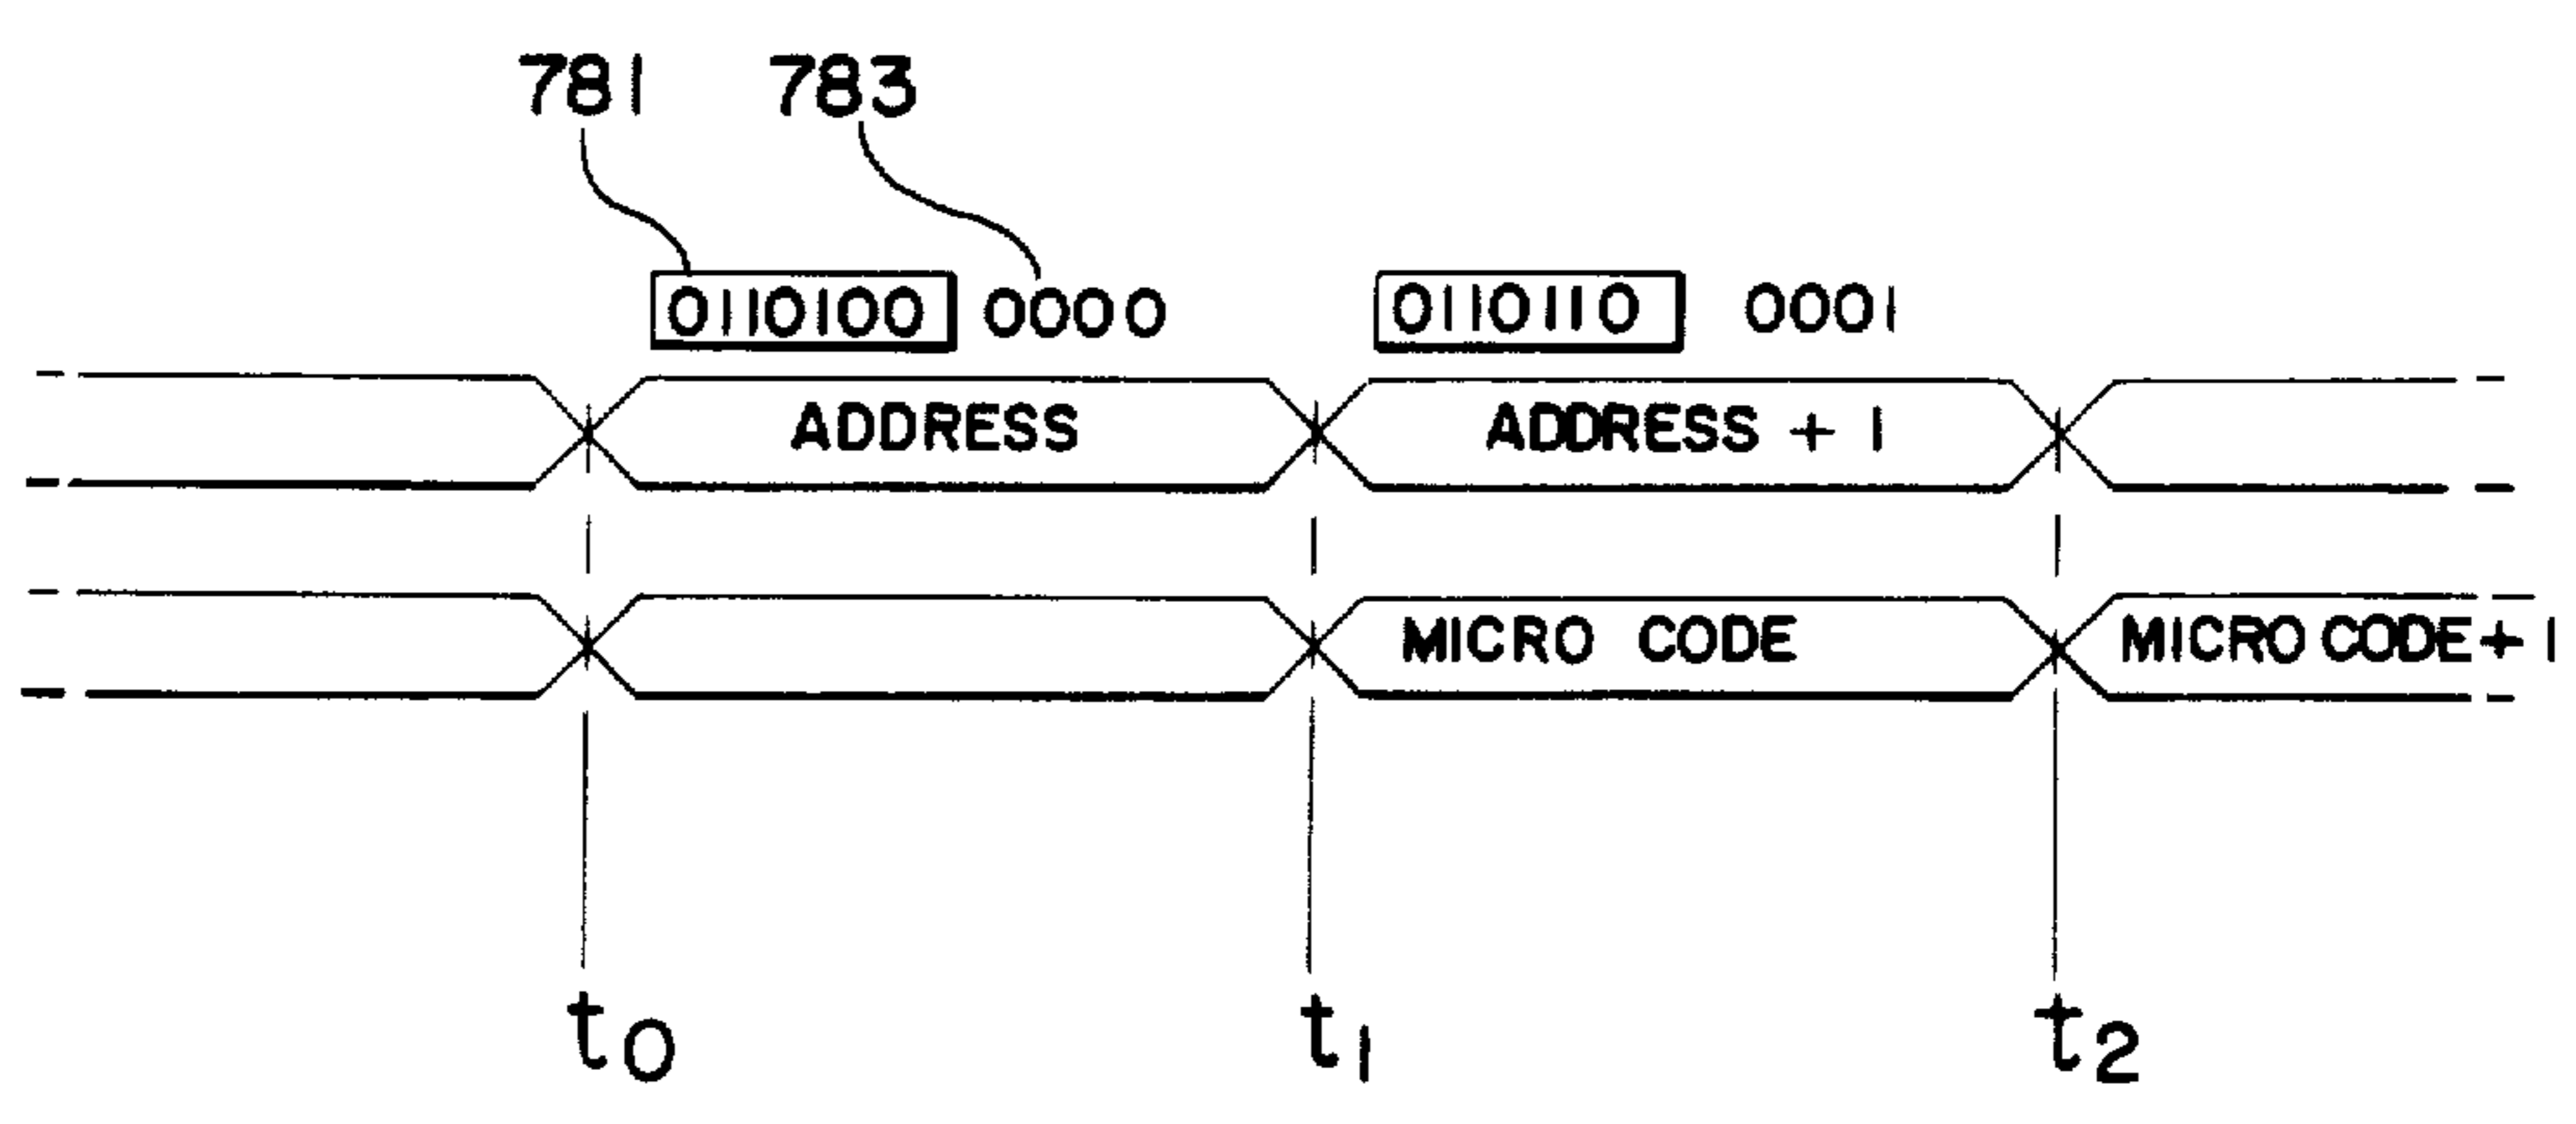 781 783
0110100 0000 0110110 0001
ADDRESS ADDRESS + 1
MICRO CODE MICRO CODE + 1
t0 t1 t2